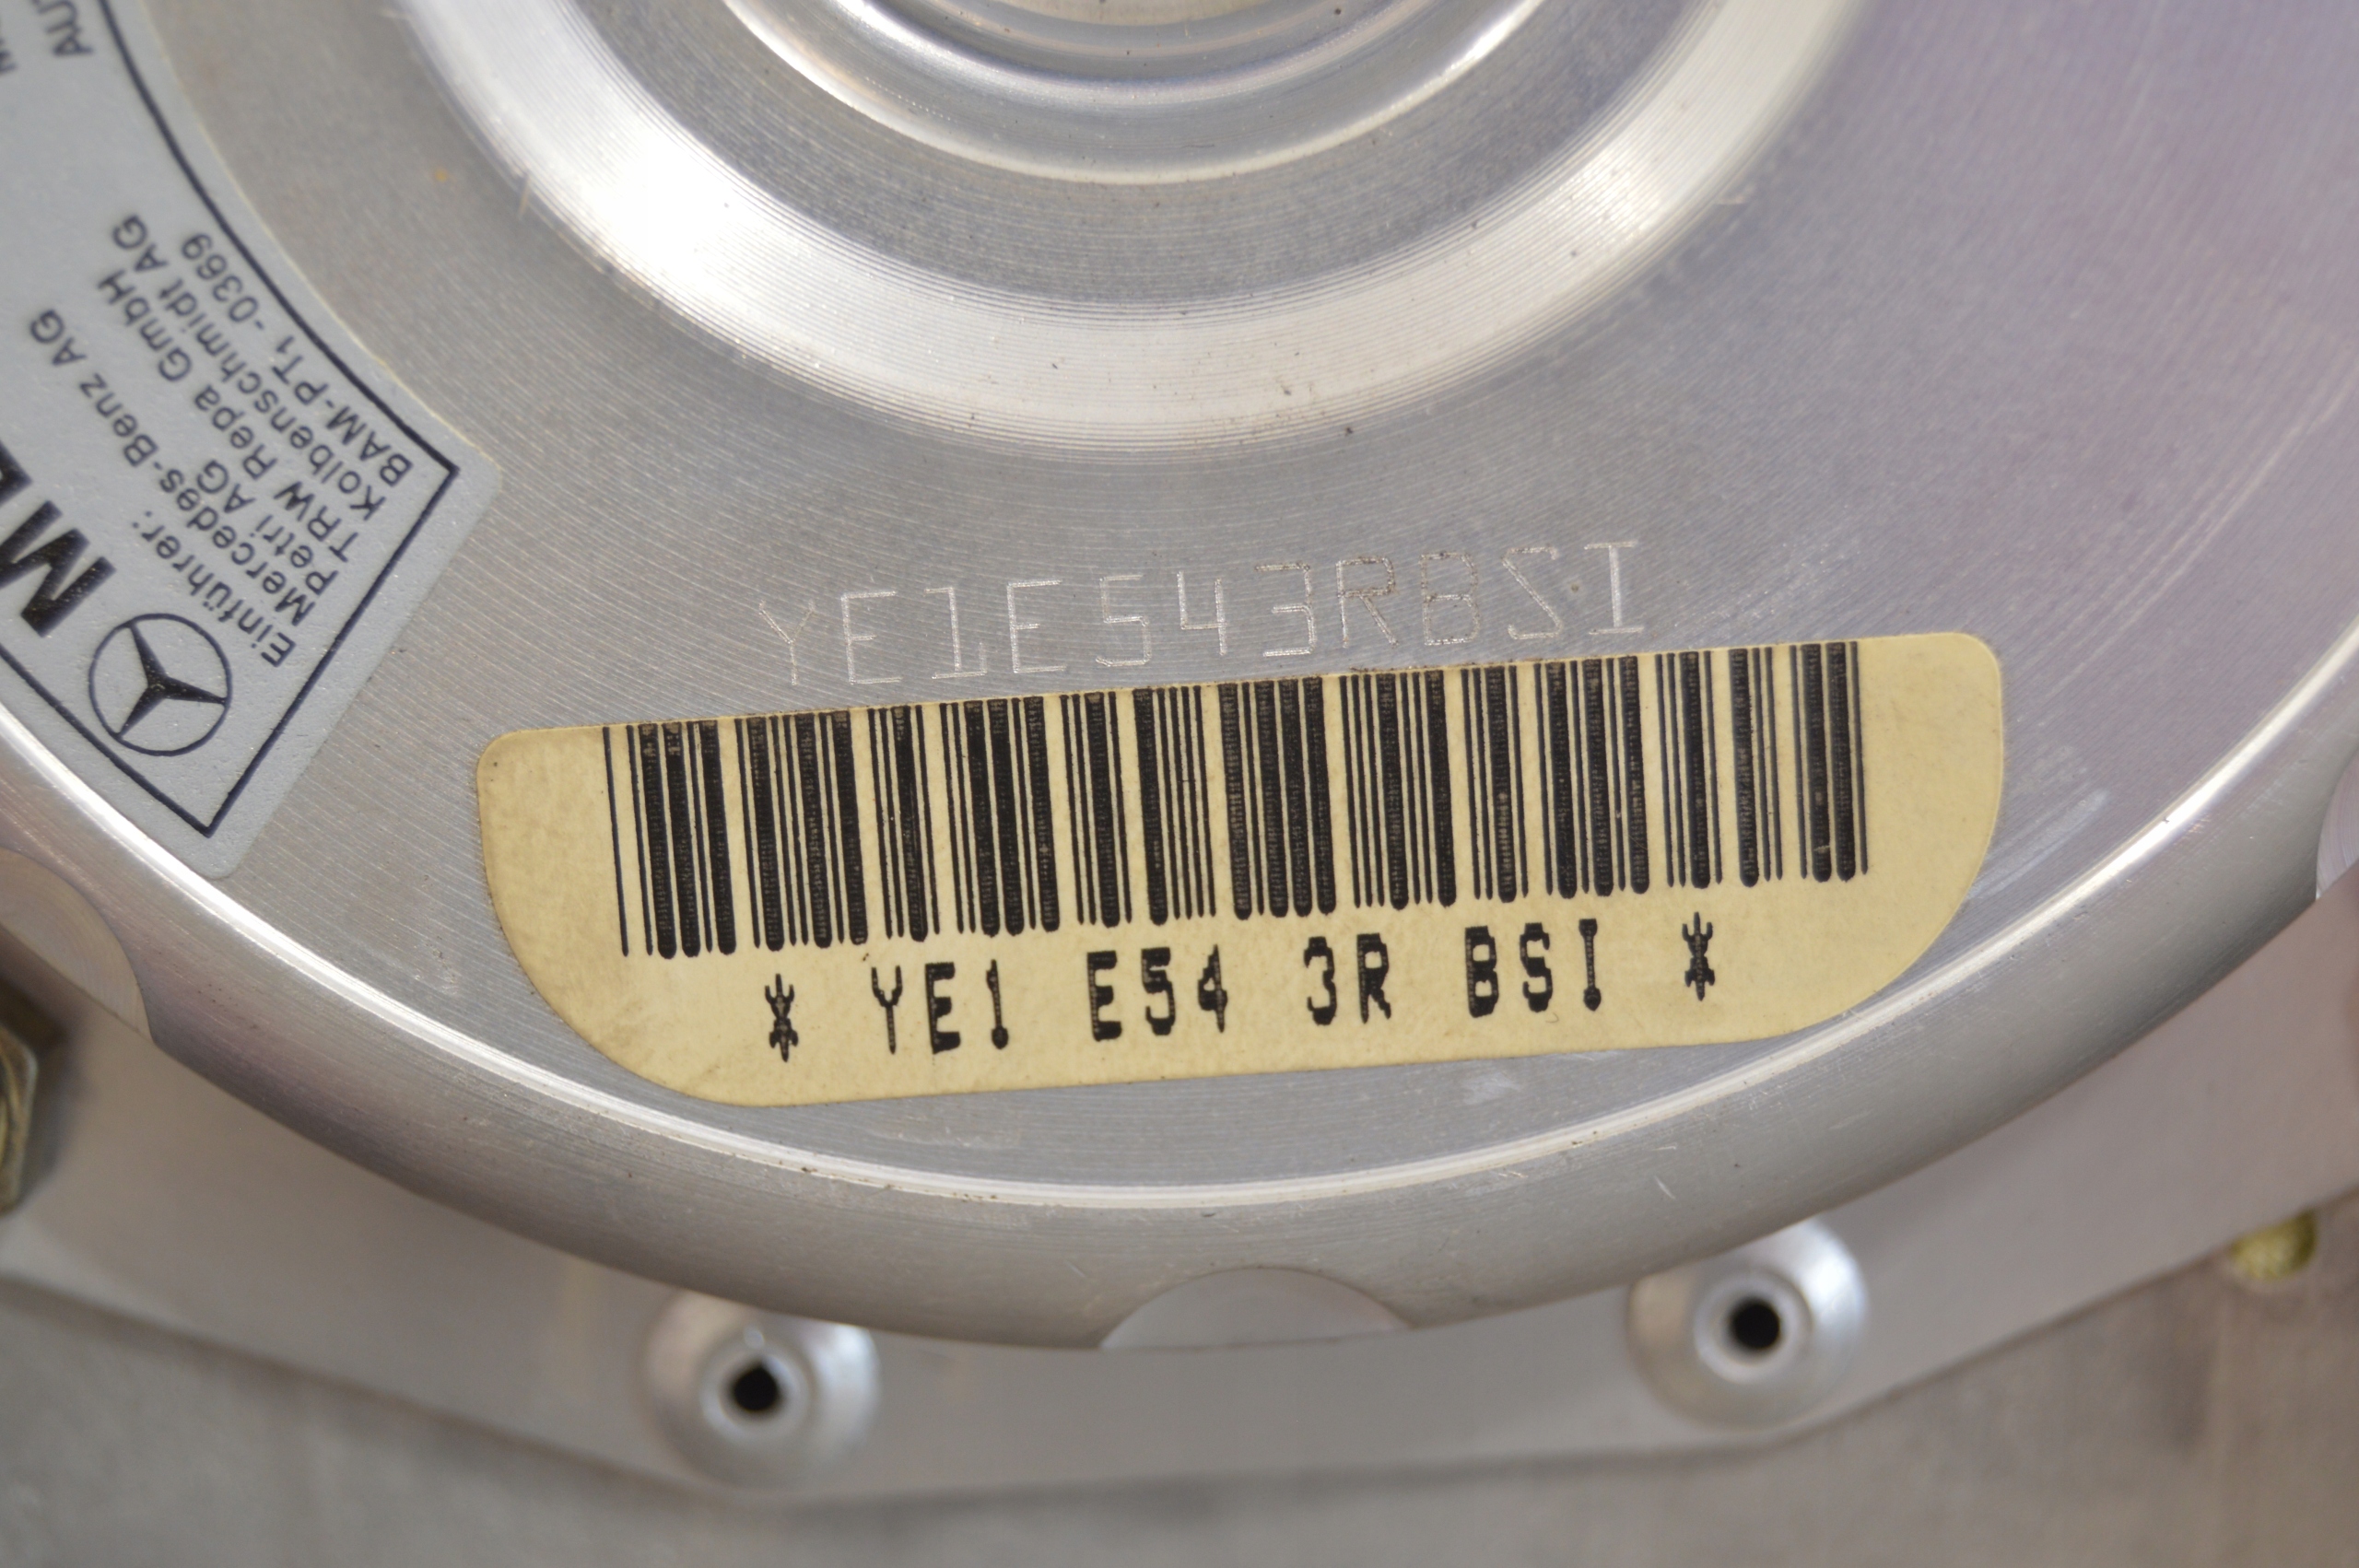 Einführer:
Mercedes-Benz AG
Petri AG
TRW Repa GmbH
Kolbenschmidt AG
BAM-PT1 -0369
YE1E543RBSI
* YE1 E54 3R BSI *